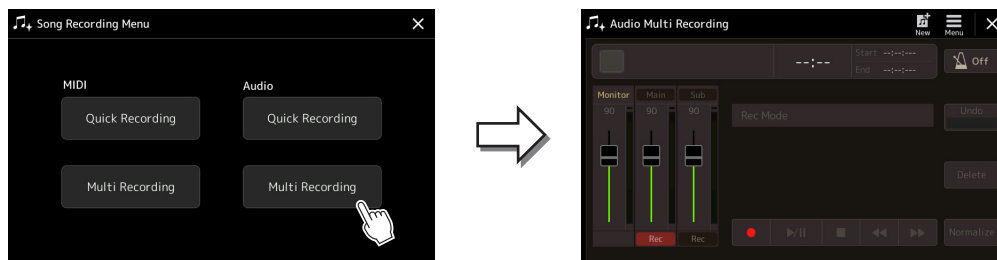 Song Recording Menu
MIDI
Audio
Quick Recording
Quick Recording
Multi Recording
Multi Recording
Audio Multi Recording
New
Menu
--:--
Start --:--:---
End --:--:---
Off
Monitor
Main
Sub
90
90
90
Rec Mode
Undo
Delete
Rec
Rec
Normalize